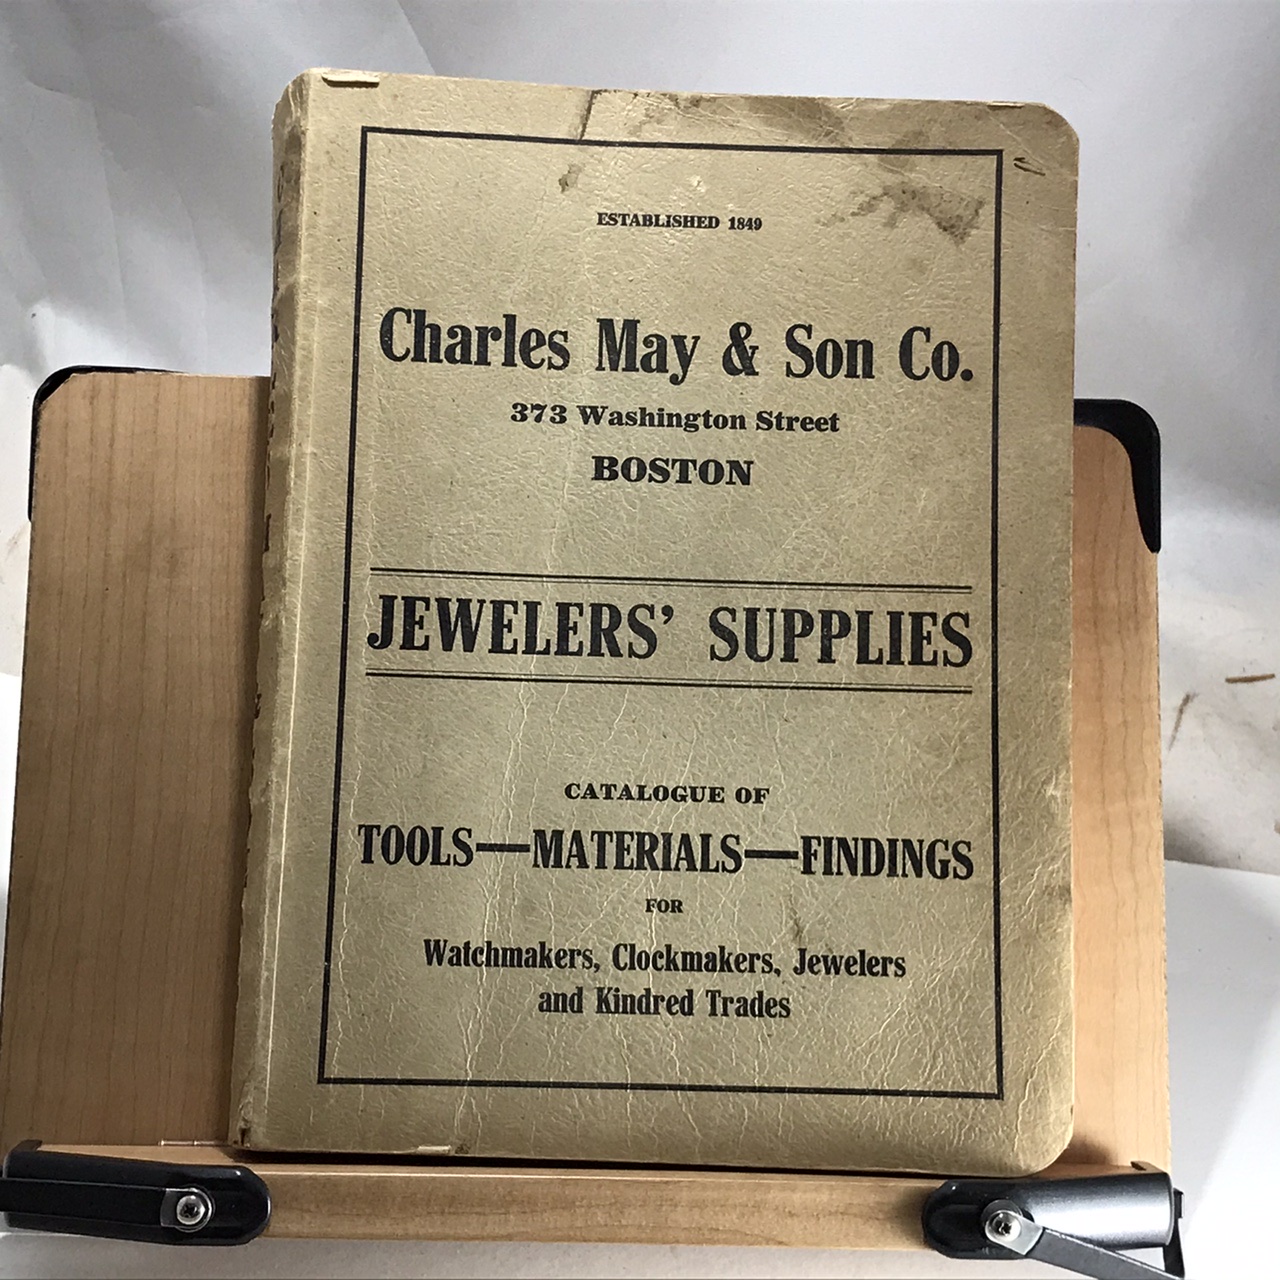 ESTABLISHED 1849
Charles May & Son Co.
373 Washington Street
BOSTON
JEWELERS' SUPPLIES
CATALOGUE OF
TOOLS—MATERIALS—FINDINGS
FOR
Watchmakers, Clockmakers, Jewelers
and Kindred Trades